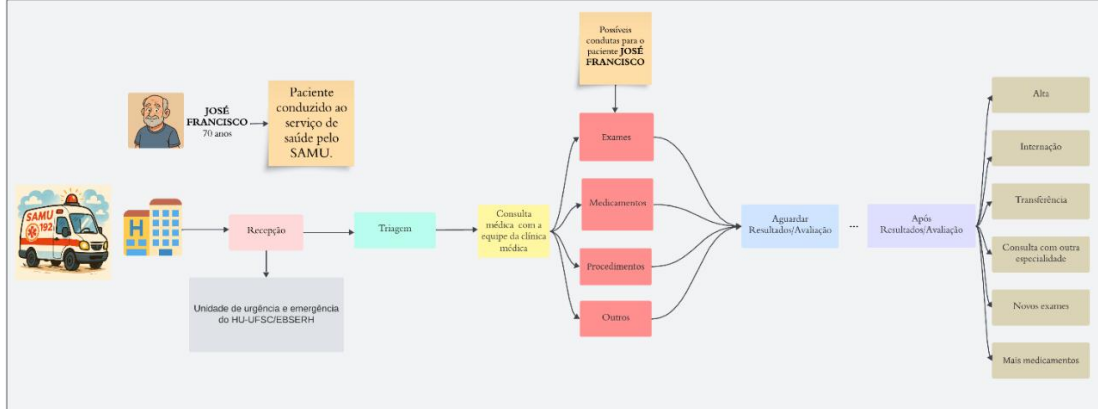 Possíveis
condutas para o
paciente JOSÉ
FRANCISCO
JOSÉ
FRANCISCO
70 anos
Paciente
conduzido ao
serviço de
saúde pelo
SAMU.
SAMU
192
H
Recepção
Triagem
Consulta
médica com a
equipe da clínica
médica
Exames
Medicamentos
Procedimentos
Outros
Aguardar
Resultados/Avaliação
...
Após
Resultados/Avaliação
Alta
Internação
Transferência
Consulta com outra
especialidade
Novos exames
Mais medicamentos
Unidade de urgência e emergência
do HU-UFSC/EBSERH